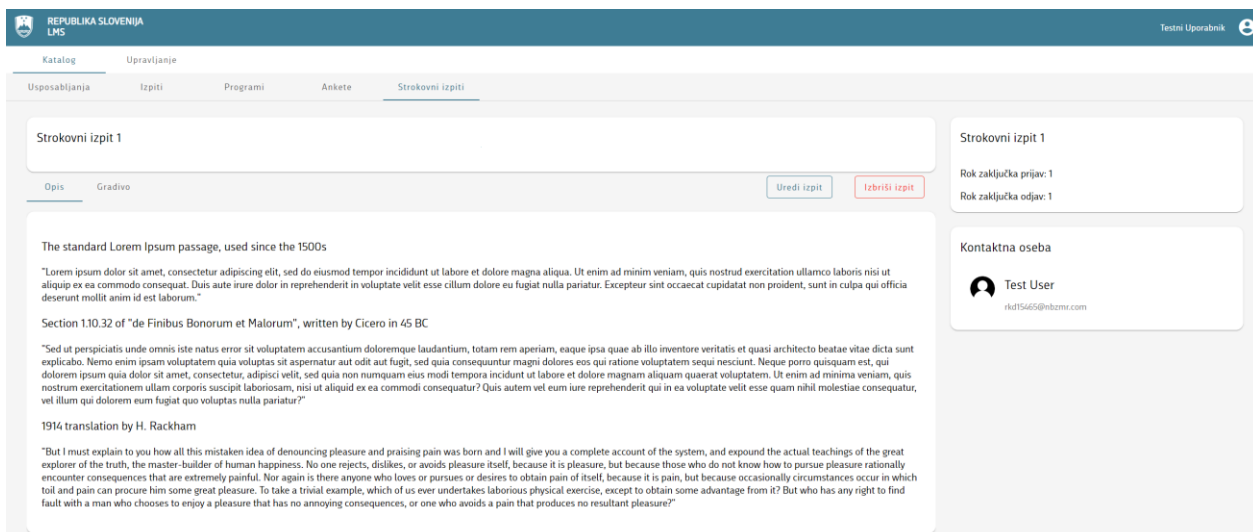 REPUBLIKA SLOVENIJA
LMS
Testni Uporabnik
Katalog
Upravljanje
Usposabljanja
Izpiti
Programi
Ankete
Strokovni izpiti
Strokovni izpit 1
Opis
Gradivo
Uredi izpit
Izbriši izpit
The standard Lorem Ipsum passage, used since the 1500s
"Lorem ipsum dolor sit amet, consectetur adipiscing elit, sed do eiusmod tempor incididunt ut labore et dolore magna aliqua. Ut enim ad minim veniam, quis nostrud exercitation ullamco laboris nisi ut
aliquip ex ea commodo consequat. Duis aute irure dolor in reprehenderit in voluptate velit esse cillum dolore eu fugiat nulla pariatur. Excepteur sint occaecat cupidatat non proident, sunt in culpa qui officia
deserunt mollit anim id est laborum."
Section 1.10.32 of "de Finibus Bonorum et Malorum", written by Cicero in 45 BC
"Sed ut perspiciatis unde omnis iste natus error sit voluptatem accusantium doloremque laudantium, totam rem aperiam, eaque ipsa quae ab illo inventore veritatis et quasi architecto beatae vitae dicta sunt
explicabo. Nemo enim ipsam voluptatem quia voluptas sit aspernatur aut odit aut fugit, sed quia consequuntur magni dolores eos qui ratione voluptatem sequi nesciunt. Neque porro quisquam est, qui
dolorem ipsum quia dolor sit amet, consectetur, adipisci velit, sed quia non numquam eius modi tempora incidunt ut labore et dolore magnam aliquam quaerat voluptatem. Ut enim ad minima veniam, quis
nostrum exercitationem ullam corporis suscipit laboriosam, nisi ut aliquid ex ea commodi consequatur? Quis autem vel eum iure reprehenderit qui in ea voluptate velit esse quam nihil molestiae consequatur,
vel illum qui dolorem eum fugiat quo voluptas nulla pariatur?"
1914 translation by H. Rackham
"But I must explain to you how all this mistaken idea of denouncing pleasure and praising pain was born and I will give you a complete account of the system, and expound the actual teachings of the great
explorer of the truth, the master-builder of human happiness. No one rejects, dislikes, or avoids pleasure itself, because it is pleasure, but because those who do not know how to pursue pleasure rationally
encounter consequences that are extremely painful. Nor again is there anyone who loves or pursues or desires to obtain pain of itself, because it is pain, but because occasionally circumstances occur in which
toil and pain can procure him some great pleasure. To take a trivial example, which of us ever undertakes laborious physical exercise, except to obtain some advantage from it? But who has any right to find
fault with a man who chooses to enjoy a pleasure that has no annoying consequences, or one who avoids a pain that produces no resultant pleasure?"
Strokovni izpit 1
Rok zaključka prijav: 1
Rok zaključka odjav: 1
Kontaktna oseba
Test User
rkd15465@nbzmr.com